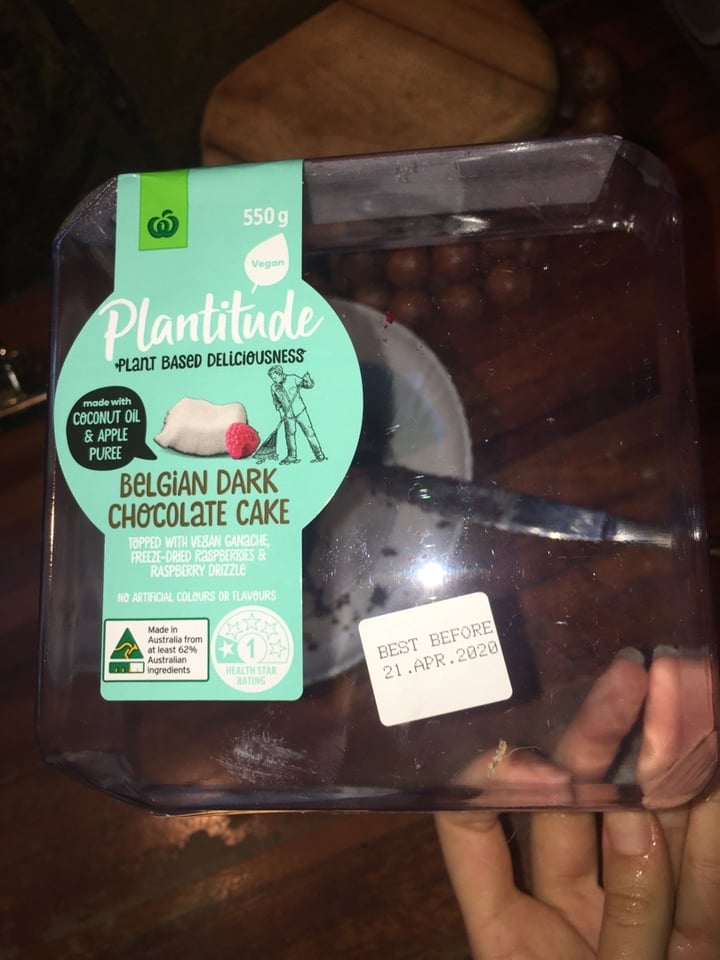 550 g
Vegan
Plantitude
PLANT BASED DELICIOUSNESS
made with
COCONUT OIL
& APPLE
PUREE
BELGIAN DARK
CHOCOLATE CAKE
TOPPED WITH VEGAN GANACHE,
FREEZE-DRIED RASPBERRIES &
RASPBERRY DRIZZLE
NO ARTIFICIAL COLOURS OR FLAVOURS
Made in
Australia from
at least 62%
Australian
ingredients
1
HEALTH STAR
RATING
BEST BEFORE
21.APR.2020